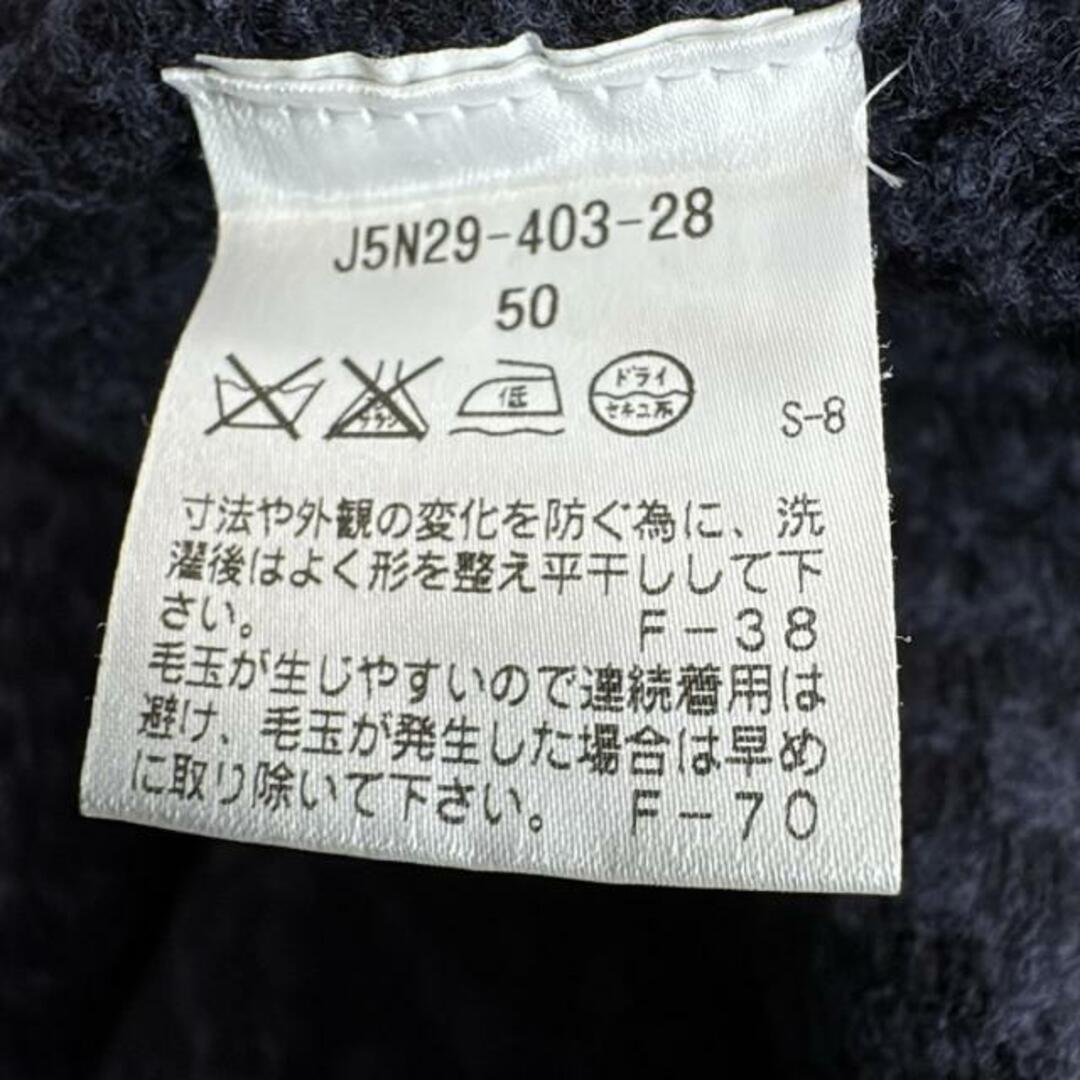 J5N29-403-28
50
低
ドライ
セキユ系
S-8
寸法や外観の変化を防ぐ為に、洗
濯後はよく形を整え平干しして下
さい。 F-38
毛玉が生じやすいので連続着用は
避け、毛玉が発生した場合は早め
に取り除いて下さい。 F-70